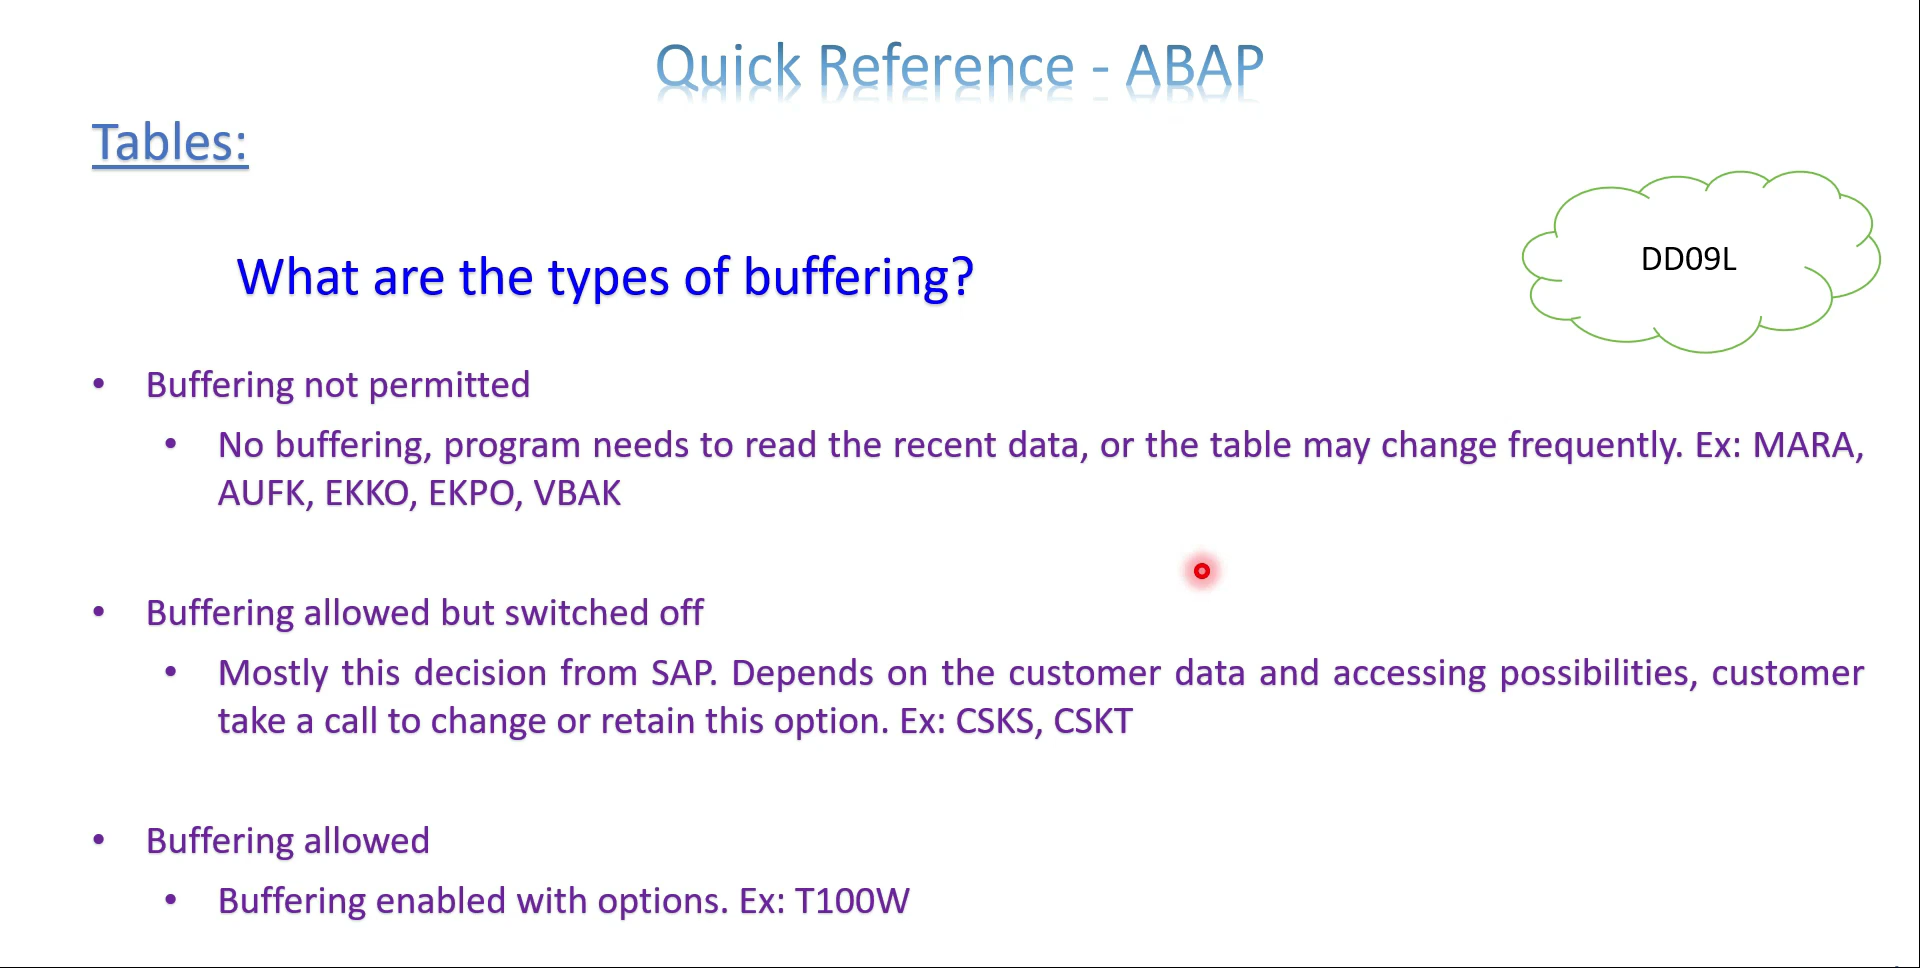 Quick Reference - ABAP
Tables:
DD09L
What are the types of buffering?
• Buffering not permitted
• No buffering, program needs to read the recent data, or the table may change frequently. Ex: MARA,
AUFK, EKKO, EKPO, VBAK
• Buffering allowed but switched off
• Mostly this decision from SAP. Depends on the customer data and accessing possibilities, customer
take a call to change or retain this option. Ex: CSKS, CSKT
• Buffering allowed
• Buffering enabled with options. Ex: T100W